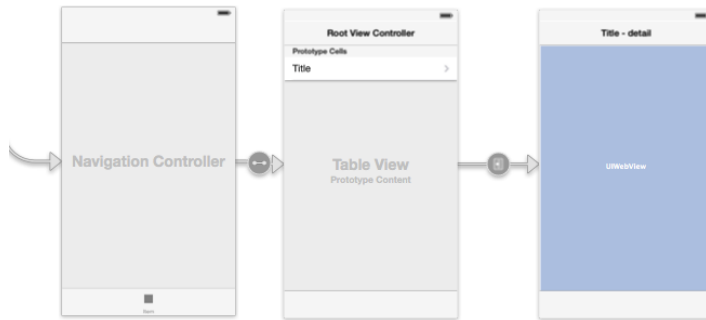 Navigation Controller
Item
Root View Controller
Prototype Cells
Title
Table View
Prototype Content
Title - detail
UIWebView